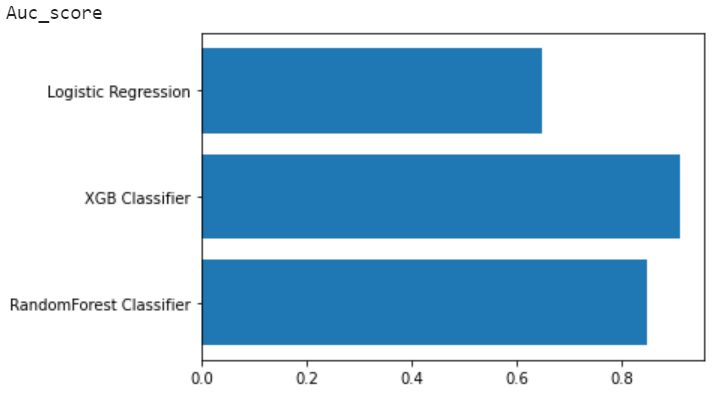 Auc_score
Logistic Regression
XGB Classifier
RandomForest Classifier
0.0 0.2 0.4 0.6 0.8